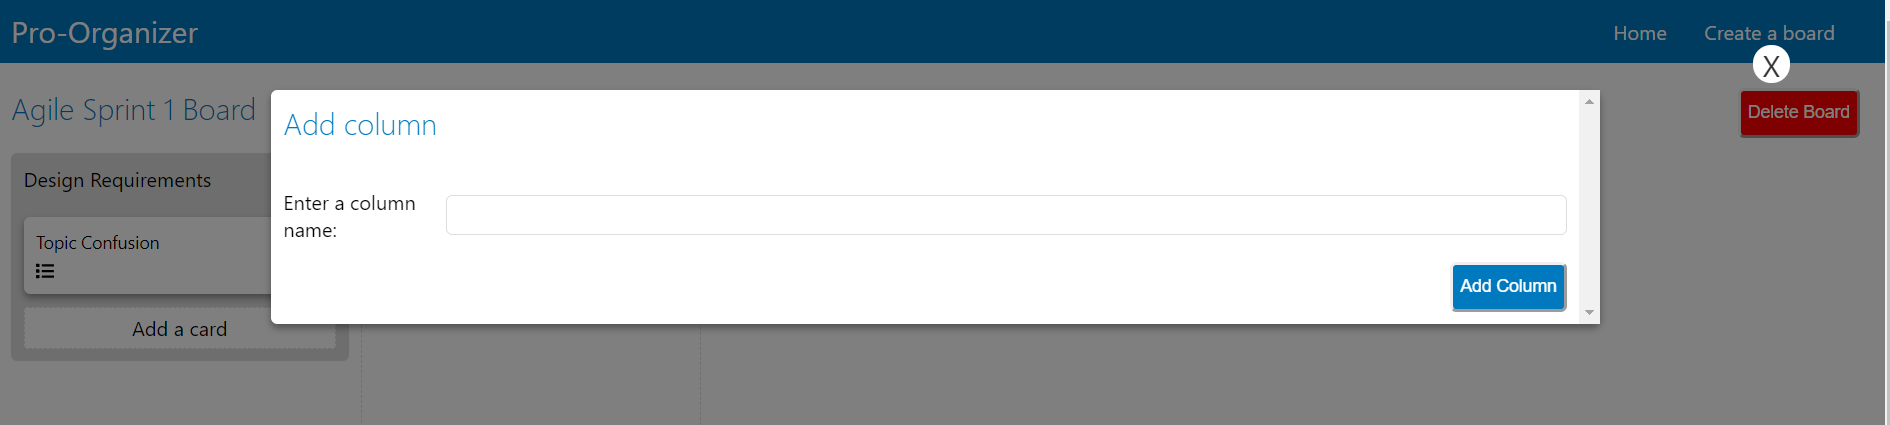 Pro-Organizer
Home
Create a board
X
Agile Sprint 1 Board
Delete Board
Add column
Design Requirements
Enter a column
name:
Topic Confusion
Add Column
Add a card